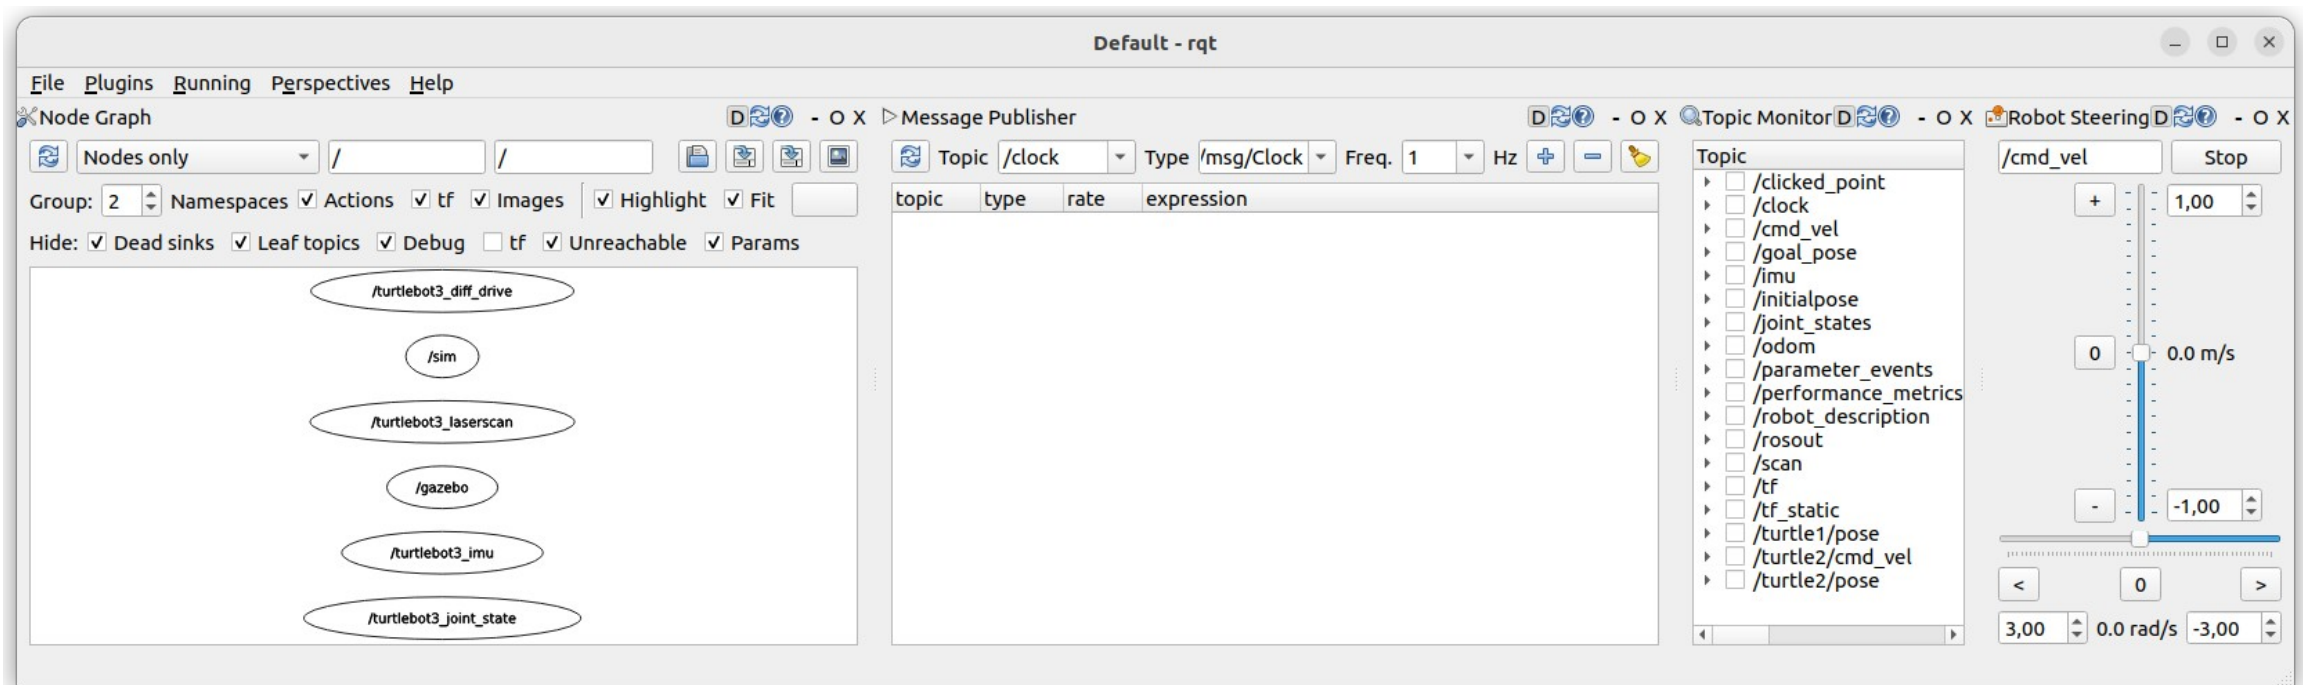 Default - rqt
File Plugins Running Perspectives Help
Node Graph D - O X
Nodes only / /
Group: 2 Namespaces Actions tf Images Highlight Fit
Hide: Dead sinks Leaf topics Debug tf Unreachable Params
/turtlebot3_diff_drive
/sim
/turtlebot3_laserscan
/gazebo
/turtlebot3_imu
/turtlebot3_joint_state
Message Publisher D - O X
Topic /clock Type /msg/Clock Freq. 1 Hz
topic type rate expression
Topic Monitor D - O X
Topic
/clicked_point
/clock
/cmd_vel
/goal_pose
/imu
/initialpose
/joint_states
/odom
/parameter_events
/performance_metrics
/robot_description
/rosout
/scan
/tf
/tf_static
/turtle1/pose
/turtle2/cmd_vel
/turtle2/pose
Robot Steering D - O X
/cmd_vel Stop
+ 1,00
0 0.0 m/s
- -1,00
< 0 >
3,00 0.0 rad/s -3,00